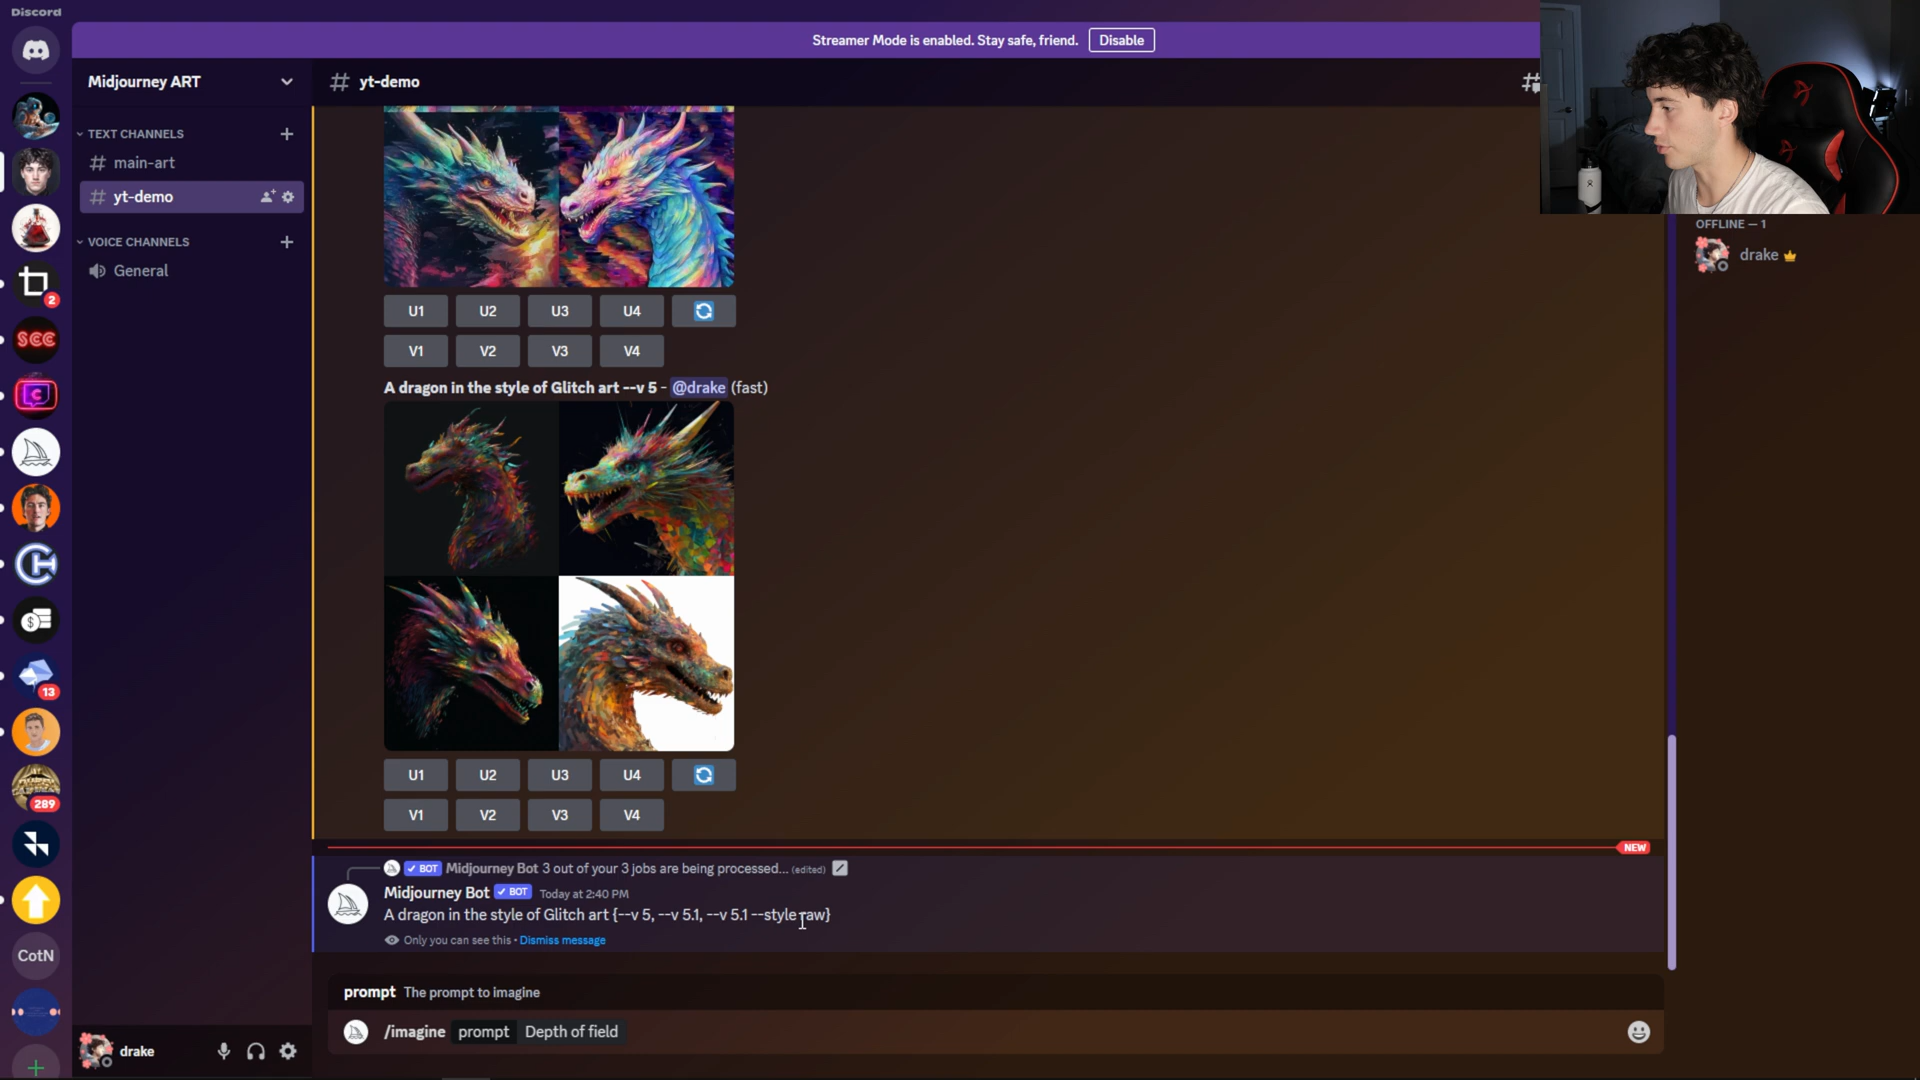 Discord
Streamer Mode is enabled. Stay safe, friend.
Disable
Midjourney ART
yt-demo
TEXT CHANNELS
main-art
yt-demo
VOICE CHANNELS
General
2
SCC
C
13
289
CotN
U1 U2 U3 U4
V1 V2 V3 V4
A dragon in the style of Glitch art --v 5 - @drake (fast)
U1 U2 U3 U4
V1 V2 V3 V4
NEW
BOT Midjourney Bot 3 out of your 3 jobs are being processed... (edited)
Midjourney Bot BOT Today at 2:40 PM
A dragon in the style of Glitch art {--v 5, --v 5.1, --v 5.1 --style raw}
Only you can see this • Dismiss message
prompt The prompt to imagine
/imagine prompt Depth of field
drake
OFFLINE — 1
drake